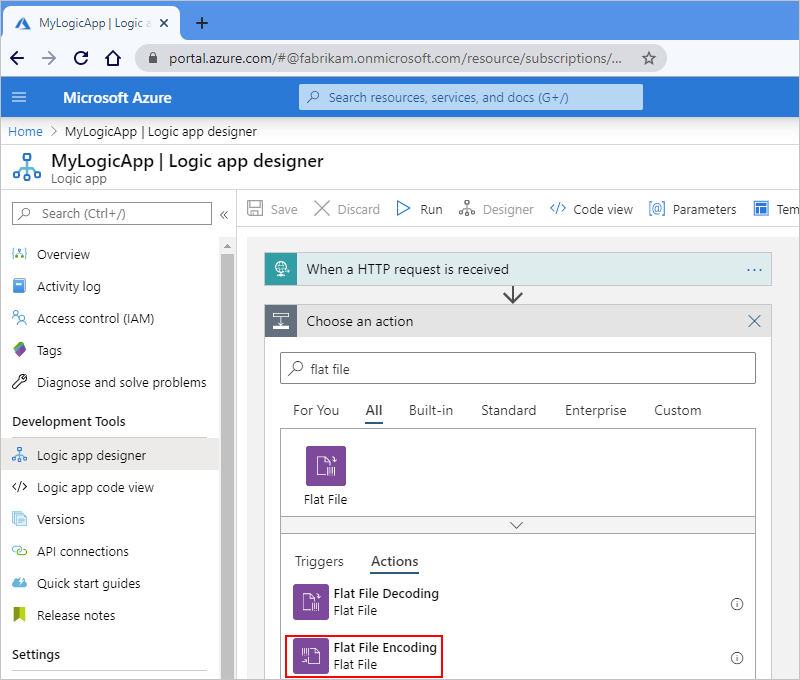 MyLogicApp | Logic a
portal.azure.com/#@fabrikam.onmicrosoft.com/resource/subscriptions/...
Microsoft Azure
Search resources, services, and docs (G+/)
Home > MyLogicApp | Logic app designer
MyLogicApp | Logic app designer
Logic app
Search (Ctrl+/)
«
Save
Discard
Run
Designer
</> Code view
[@] Parameters
Tem
Overview
Activity log
Access control (IAM)
Tags
Diagnose and solve problems
Development Tools
Logic app designer
</> Logic app code view
Versions
API connections
Quick start guides
Release notes
Settings
When a HTTP request is received
...
Choose an action
flat file
For You
All
Built-in
Standard
Enterprise
Custom
Flat File
Triggers
Actions
Flat File Decoding
Flat File
Flat File Encoding
Flat File